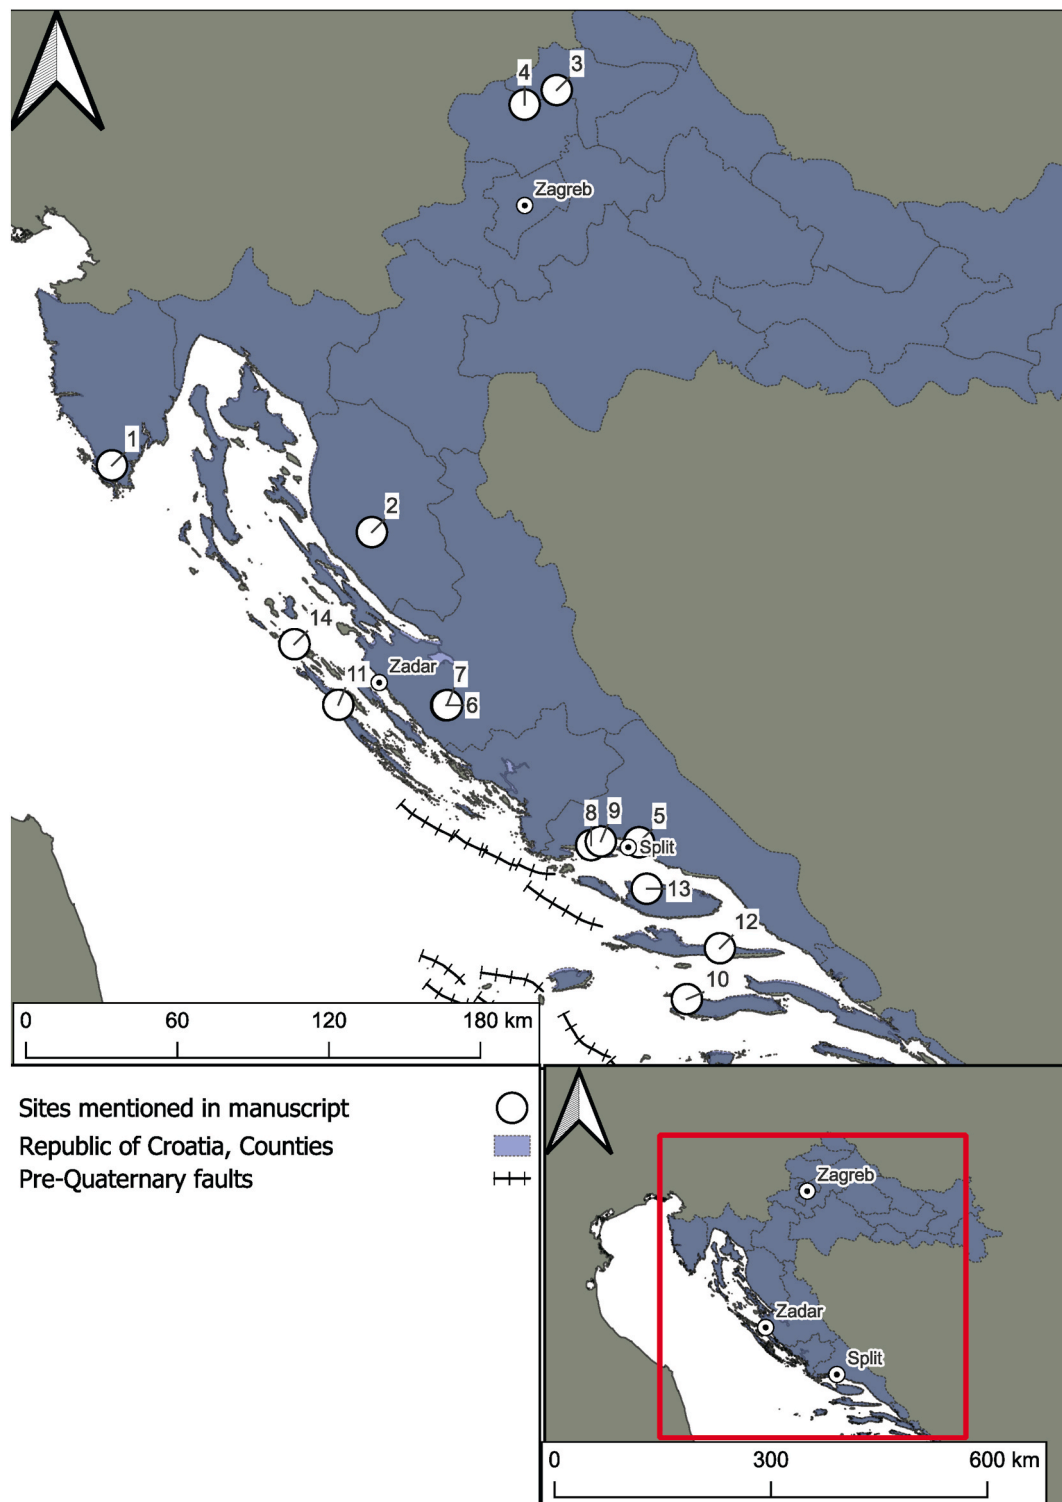 4 3
Zagreb
1
2
14
11 Zadar 7
6
8 9 5
Split
13
12
10
0 60 120 180 km
Sites mentioned in manuscript
Republic of Croatia, Counties
Pre-Quaternary faults
Zagreb
Zadar
Split
0 300 600 km